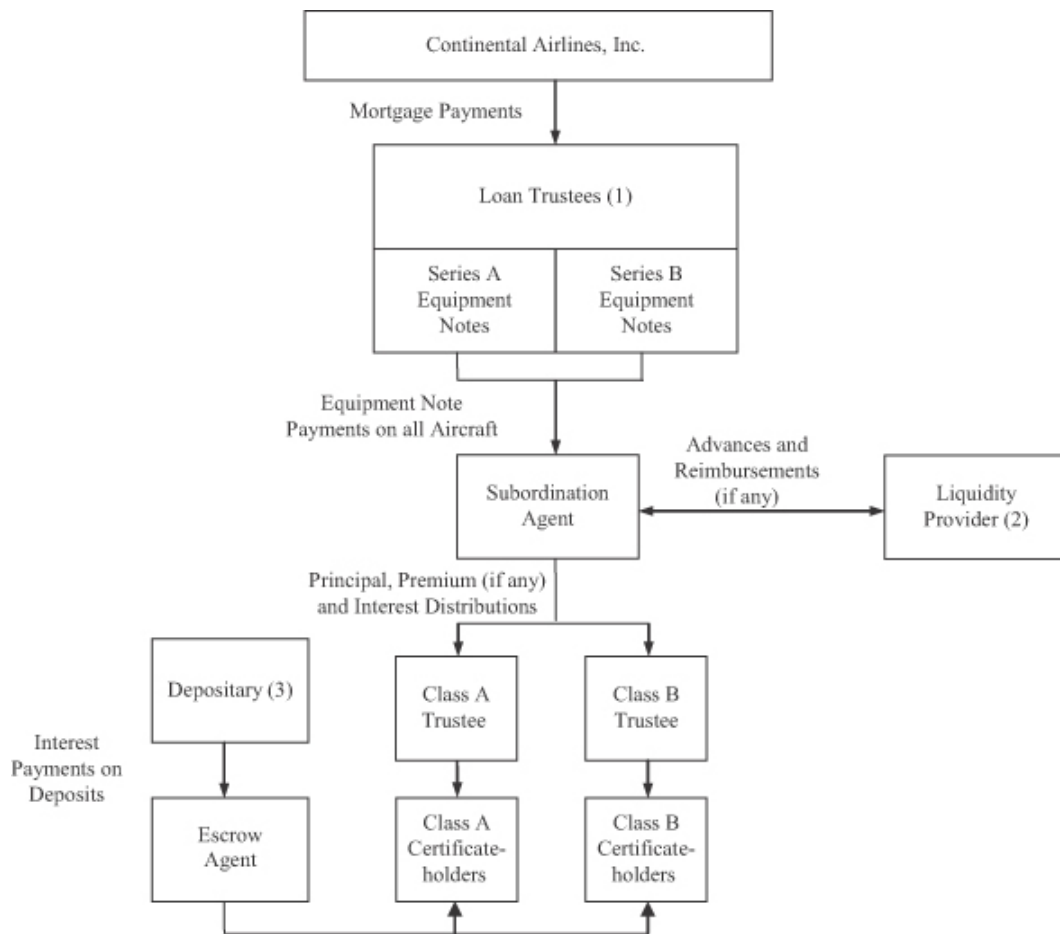 Continental Airlines, Inc.
Mortgage Payments
Loan Trustees (1)
Series A
Equipment
Notes
Series B
Equipment
Notes
Equipment Note
Payments on all Aircraft
Subordination
Agent
Advances and
Reimbursements
(if any)
Liquidity
Provider (2)
Principal, Premium (if any)
and Interest Distributions
Depositary (3)
Class A
Trustee
Class B
Trustee
Interest
Payments on
Deposits
Escrow
Agent
Class A
Certificate-
holders
Class B
Certificate-
holders